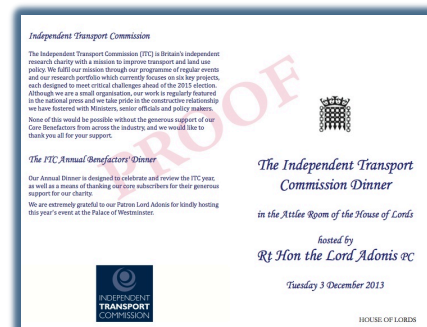 Independent Transport Commission
The Independent Transport Commission (ITC) is Britain's independent
research charity with a mission to improve transport and land use
policy. We fulfil our mission through our programme of regular events
and our research portfolio which currently focuses on six key projects,
each designed to meet critical challenges ahead of the 2015 election.
Although we are a small organisation, our work is regularly featured
in the national press and we take pride in the constructive relationship
we have fostered with Ministers, senior officials and policy makers.
None of this would be possible without the generous support of our
Core Benefactors from across the industry, and we would like to
thank you all for your support.
The ITC Annual Benefactors' Dinner
Our Annual Dinner is designed to celebrate and review the ITC year,
as well as a means of thanking our core subscribers for their generous
support for our charity.
We are extremely grateful to our Patron Lord Adonis for kindly hosting
this year's event at the Palace of Westminster.
INDEPENDENT
TRANSPORT
COMMISSION
PROOF
The Independent Transport
Commission Dinner
in the Attlee Room of the House of Lords
hosted by
Rt Hon the Lord Adonis PC
Tuesday 3 December 2013
HOUSE OF LORDS